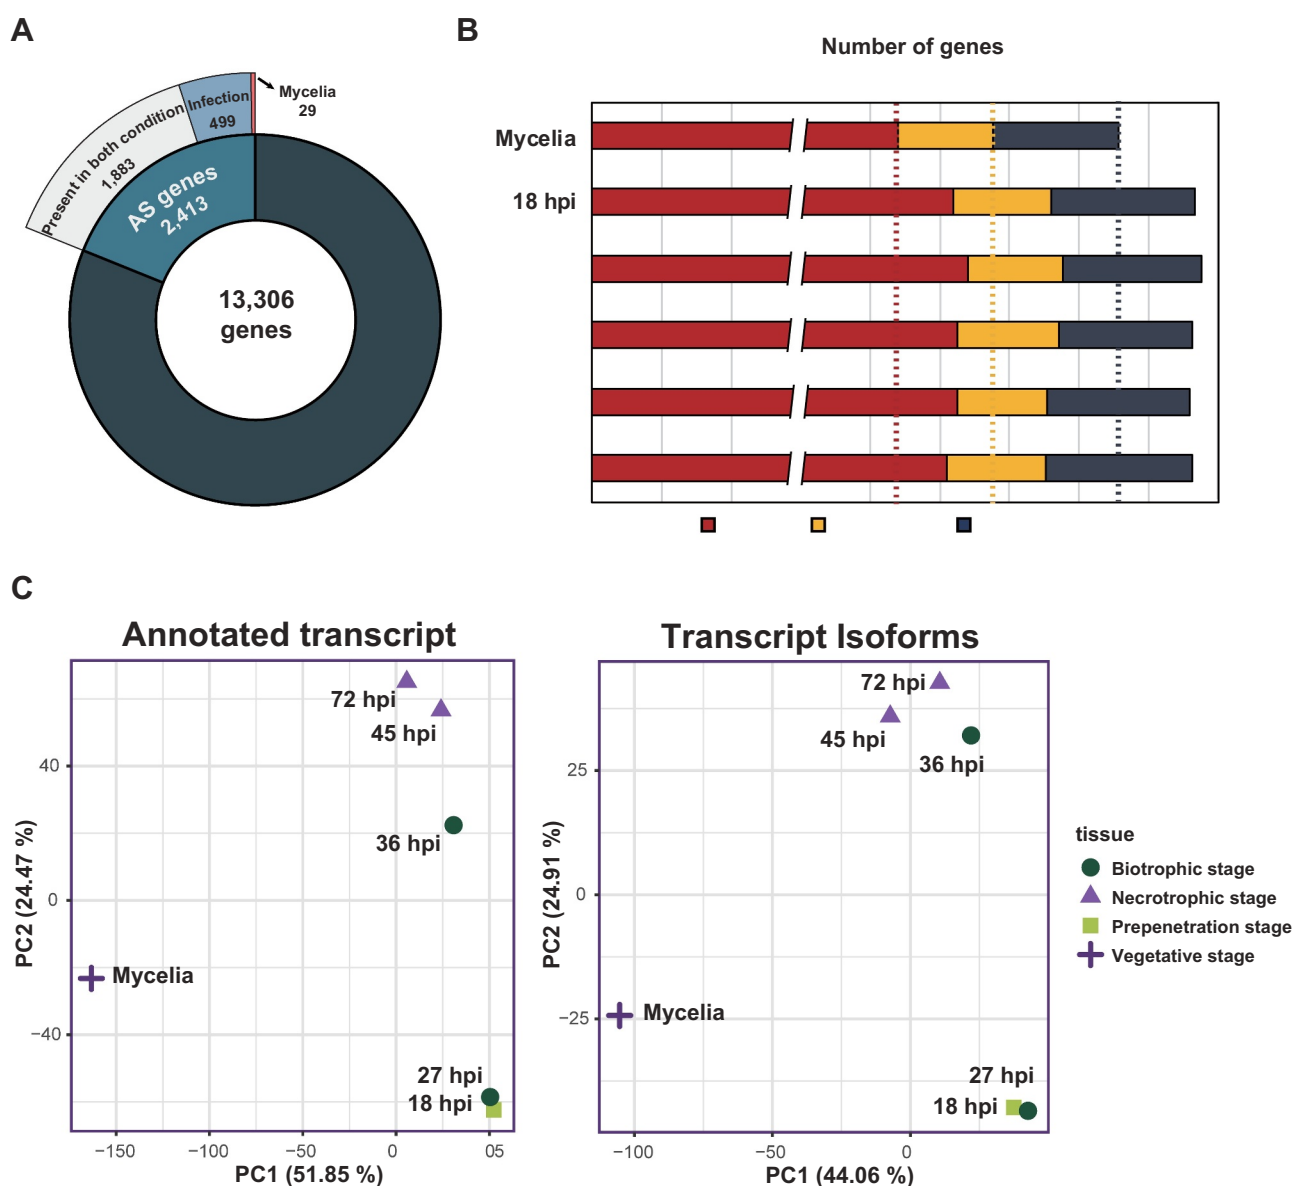 A
Mycelia
29
Infection
499
Present in both condition
1,883
AS genes
2,413
13,306
genes
B
Number of genes
Mycelia
18 hpi
C
Annotated transcript
72 hpi
45 hpi
36 hpi
Mycelia
27 hpi
18 hpi
40
0
−40
PC2 (24.47 %)
−150
−100
−50
0
05
PC1 (51.85 %)
Transcript Isoforms
72 hpi
45 hpi
36 hpi
Mycelia
27 hpi
18 hpi
25
0
−25
PC2 (24.91 %)
−100
−50
0
PC1 (44.06 %)
tissue
Biotrophic stage
Necrotrophic stage
Prepenetration stage
Vegetative stage